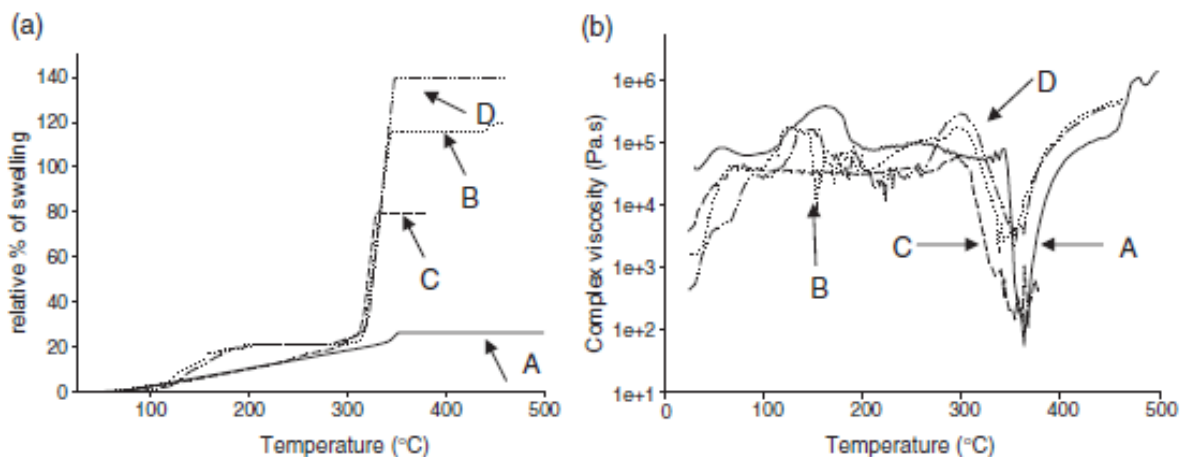 (a)
relative % of swelling
140
120
100
80
60
40
20
0
100
200
300
400
500
Temperature (°C)
D
B
C
A
(b)
Complex viscosity (Pa.s)
1e+6
1e+5
1e+4
1e+3
1e+2
1e+1
0
100
200
300
400
500
Temperature (°C)
D
C
A
B